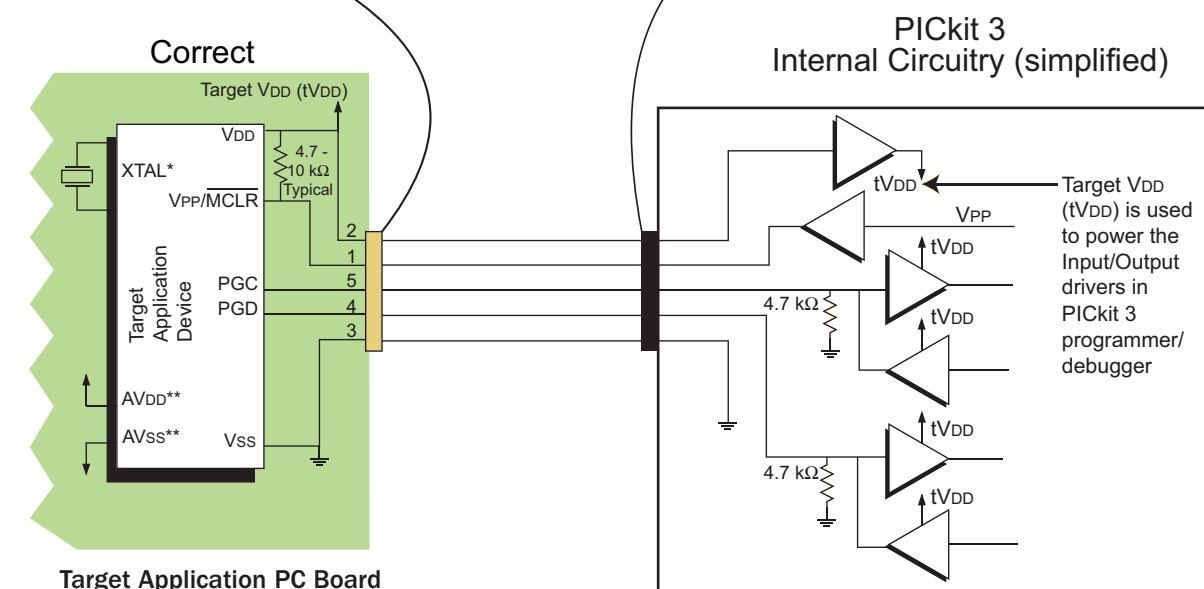 Correct
PICkit 3
Internal Circuitry (simplified)
Target VDD (tVDD)
VDD
4.7 -
10 kΩ
Typical
XTAL*
VPP/MCLR
Target
Application
Device
PGC
PGD
AVDD**
AVSS**
VSS
2
1
5
4
3
tVDD
VPP
tVDD
4.7 kΩ
tVDD
tVDD
4.7 kΩ
tVDD
Target VDD
(tVDD) is used
to power the
Input/Output
drivers in
PICkit 3
programmer/
debugger
Target Application PC Board